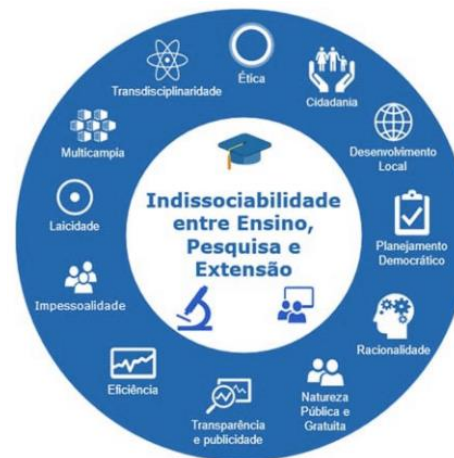 Indissociabilidade
entre Ensino,
Pesquisa e
Extensão
Ética
Cidadania
Desenvolvimento
Local
Planejamento
Democrático
Racionalidade
Natureza
Pública e
Gratuita
Transparência
e publicidade
Eficiência
Impessoalidade
Laicidade
Multicampia
Transdisciplinaridade